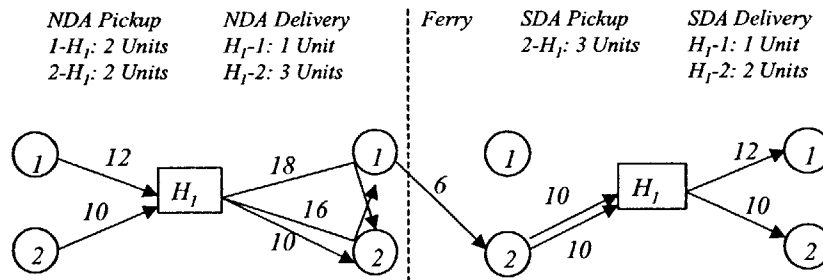 NDA Pickup NDA Delivery Ferry SDA Pickup SDA Delivery
1-H₁: 2 Units H₁-1: 1 Unit 2-H₁: 3 Units H₁-1: 1 Unit
2-H₁: 2 Units H₁-2: 3 Units H₁-2: 2 Units
1 12 18 1 1 12 1
H₁ 6 10 H₁
10 16 10
2 10 2 2 10 2